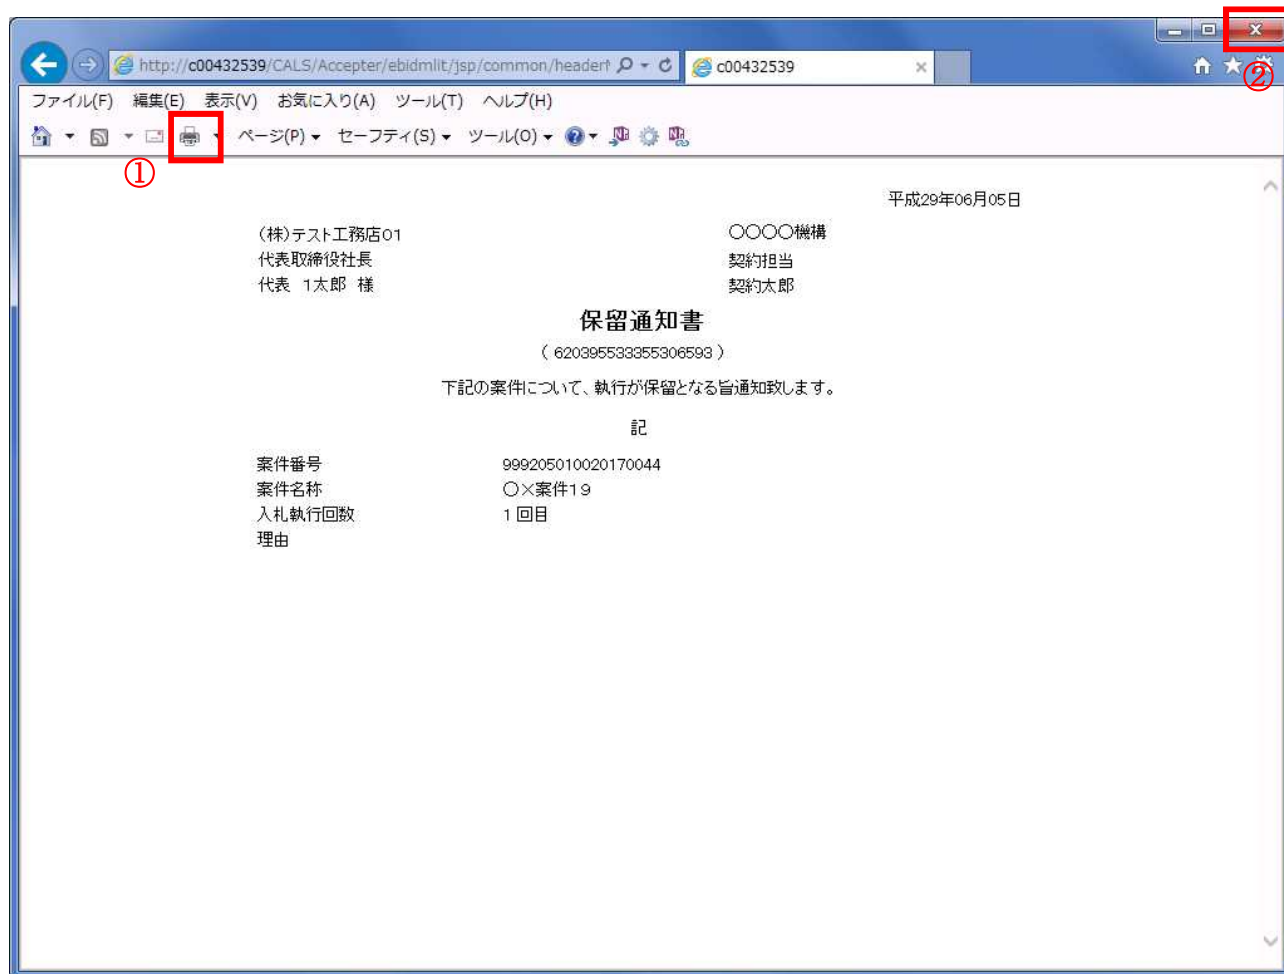 http://c00432539/CALS/Accepter/ebidmlit/jsp/common/headerM
c00432539
②
ファイル(F) 編集(E) 表示(V) お気に入り(A) ツール(T) ヘルプ(H)
ページ(P) セーフティ(S) ツール(O)
①
平成29年06月05日
(株)テスト工務店01
〇〇〇〇機構
代表取締役社長
契約担当
代表 1太郎 様
契約太郎
保留通知書
( 620395533355306593 )
下記の案件について、執行が保留となる旨通知致します。
記
案件番号 999205010020170044
案件名称 〇×案件19
入札執行回数 1回目
理由